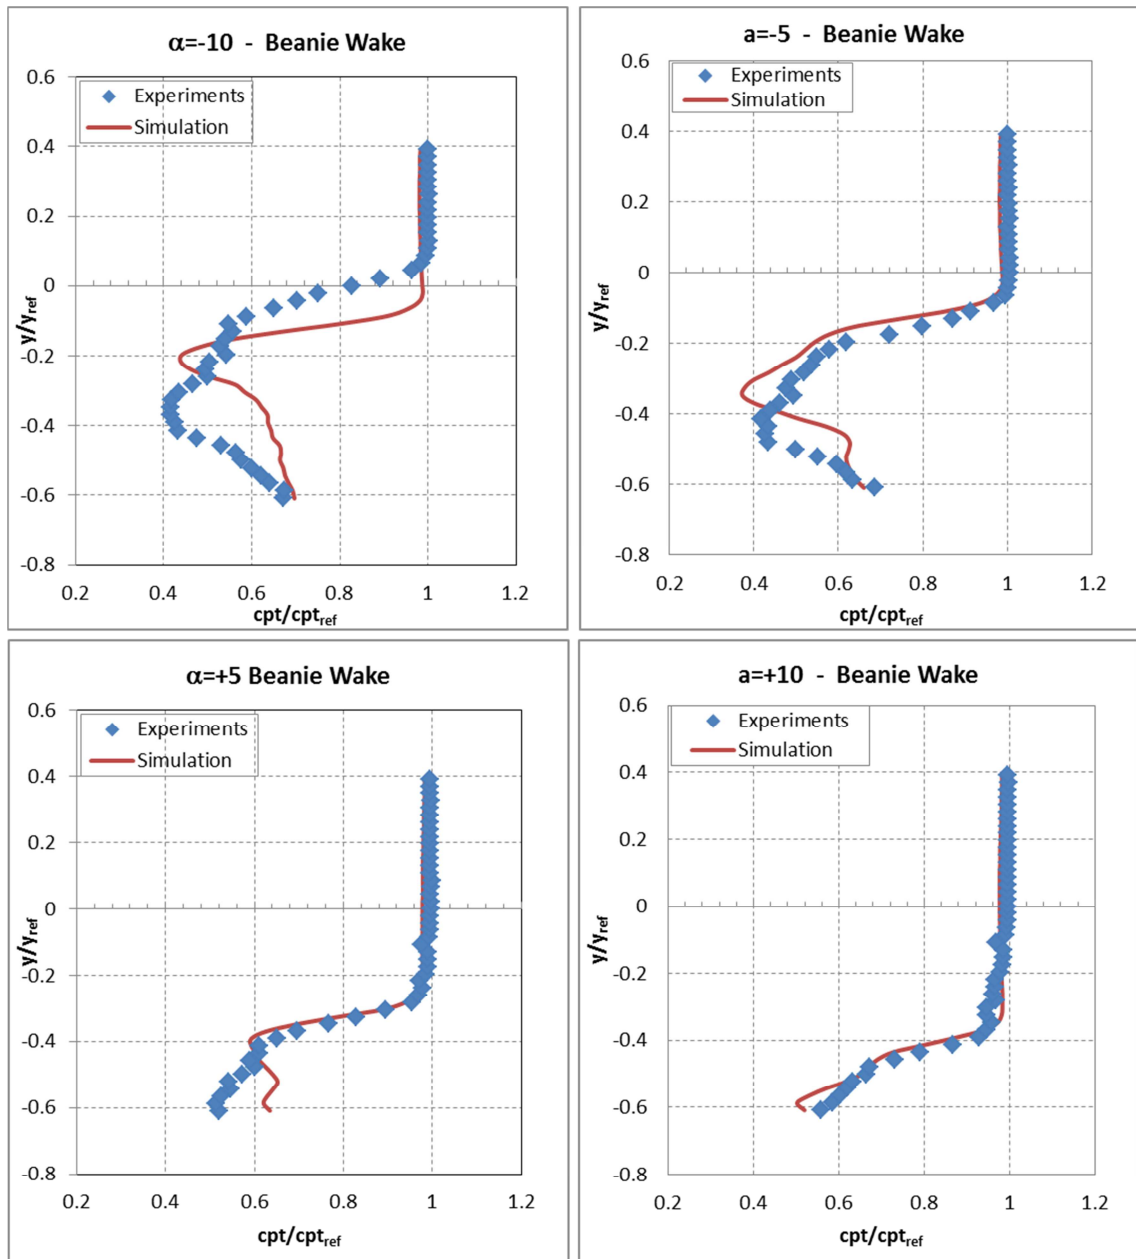 α=-10 - Beanie Wake
0.6
Experiments
Simulation
0.4
0.2
0
-0.2
-0.4
-0.6
-0.8
y/yref
0.2 0.4 0.6 0.8 1 1.2
cpt/cptref
a=-5 - Beanie Wake
0.6
Experiments
Simulation
0.4
0.2
0
-0.2
-0.4
-0.6
-0.8
y/yref
0.2 0.4 0.6 0.8 1 1.2
cpt/cptref
α=+5 Beanie Wake
0.6
Experiments
Simulation
0.4
0.2
0
-0.2
-0.4
-0.6
-0.8
y/yref
0.2 0.4 0.6 0.8 1 1.2
cpt/cptref
a=+10 - Beanie Wake
0.6
Experiments
Simulation
0.4
0.2
0
-0.2
-0.4
-0.6
-0.8
y/yref
0.2 0.4 0.6 0.8 1 1.2
cpt/cptref